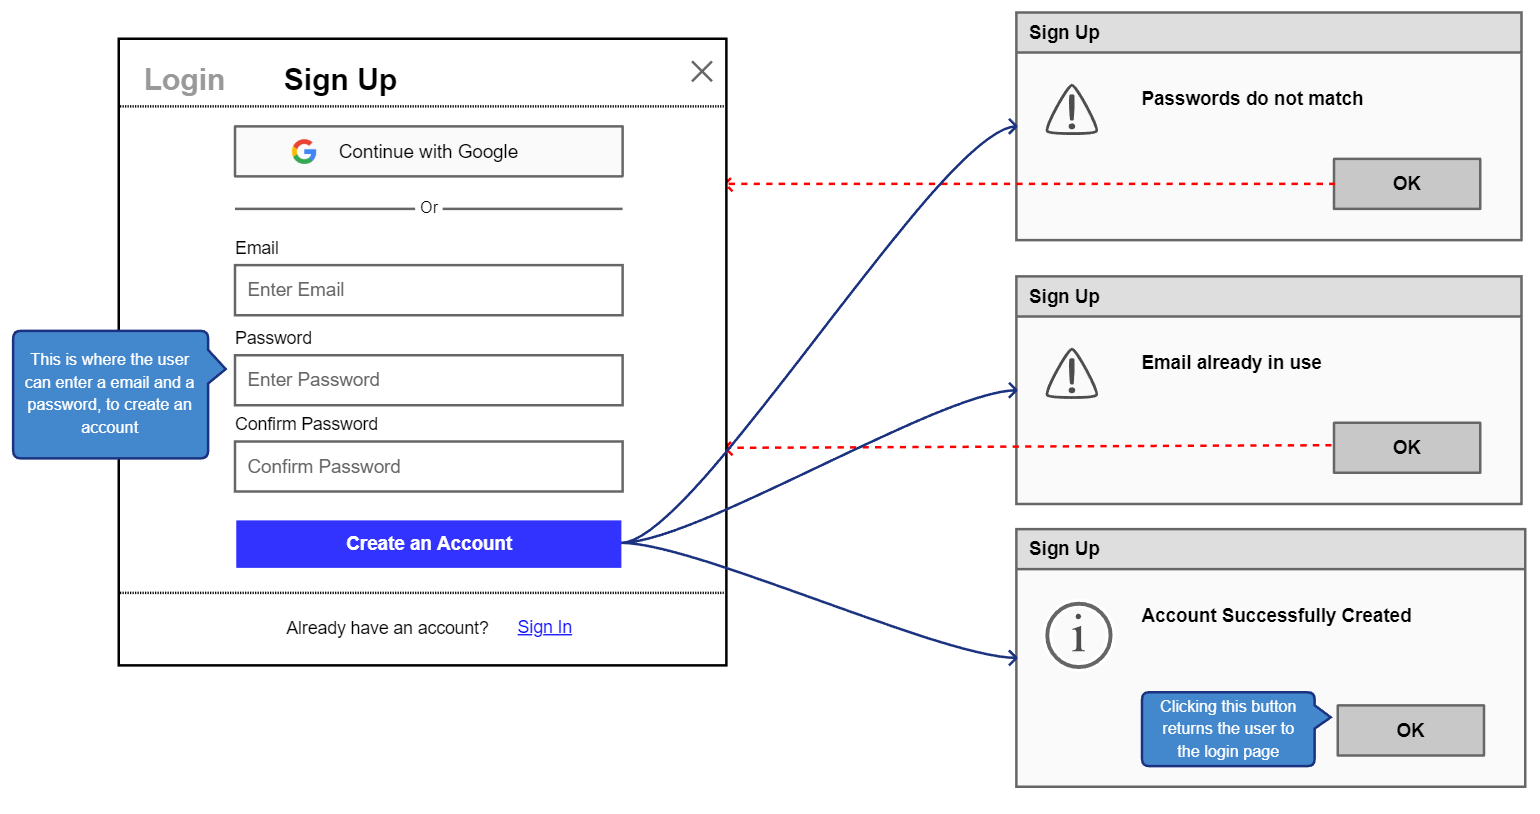 Login Sign Up
Continue with Google
Or
Email
Enter Email
Password
Enter Password
Confirm Password
Confirm Password
Create an Account
Already have an account? Sign In
This is where the user
can enter a email and a
password, to create an
account
Sign Up
Passwords do not match
OK
Sign Up
Email already in use
OK
Sign Up
Account Successfully Created
Clicking this button
returns the user to
the login page
OK